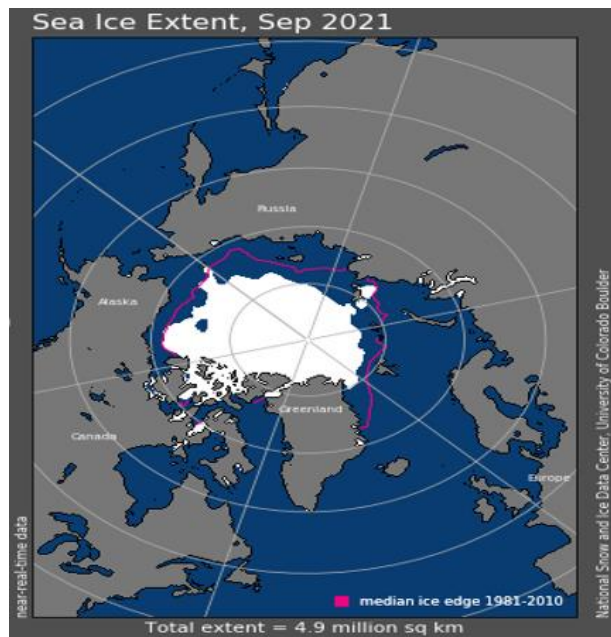 Sea Ice Extent, Sep 2021
Russia
Alaska
Greenland
Canada
Europe
near-real-time data
National Snow and Ice Data Center, University of Colorado Boulder
median ice edge 1981-2010
Total extent = 4.9 million sq km